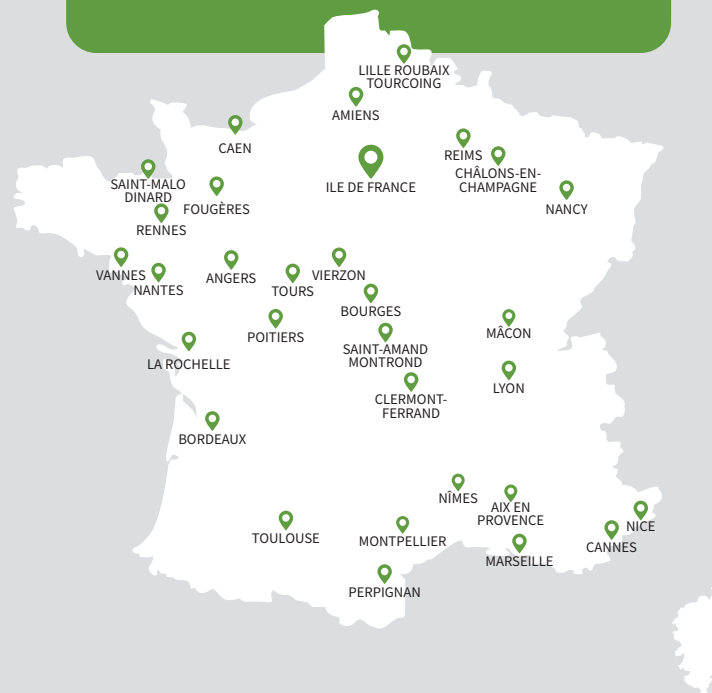 LILLE ROUBAIX
TOURCOING
AMIENS
CAEN
REIMS
CHÂLONS-EN-
CHAMPAGNE
ILE DE FRANCE
SAINT-MALO
DINARD
FOUGÈRES
NANCY
RENNES
VANNES
NANTES
ANGERS
TOURS
VIERZON
BOURGES
POITIERS
MÂCON
SAINT-AMAND
MONTROND
LA ROCHELLE
LYON
CLERMONT-
FERRAND
BORDEAUX
NÎMES
AIX EN
PROVENCE
NICE
TOULOUSE
MONTPELLIER
CANNES
MARSEILLE
PERPIGNAN